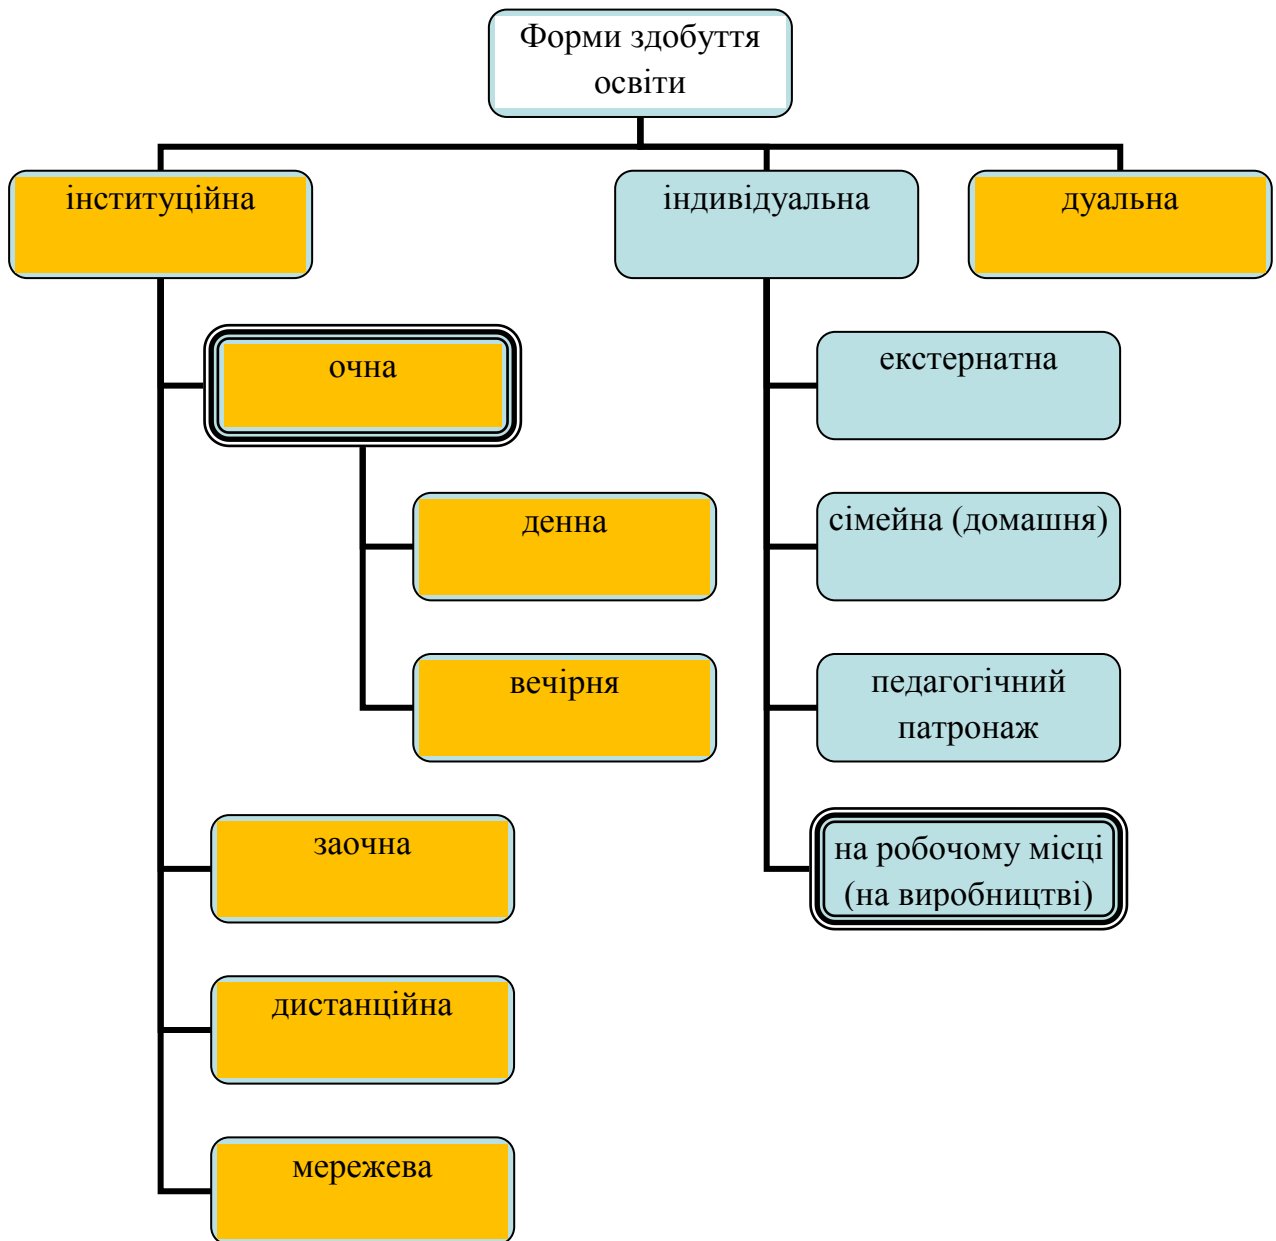 Форми здобуття
освіти
інституційна
індивідуальна
дуальна
очна
екстернатна
денна
сімейна (домашня)
вечірня
педагогічний
патронаж
заочна
на робочому місці
(на виробництві)
дистанційна
мережева